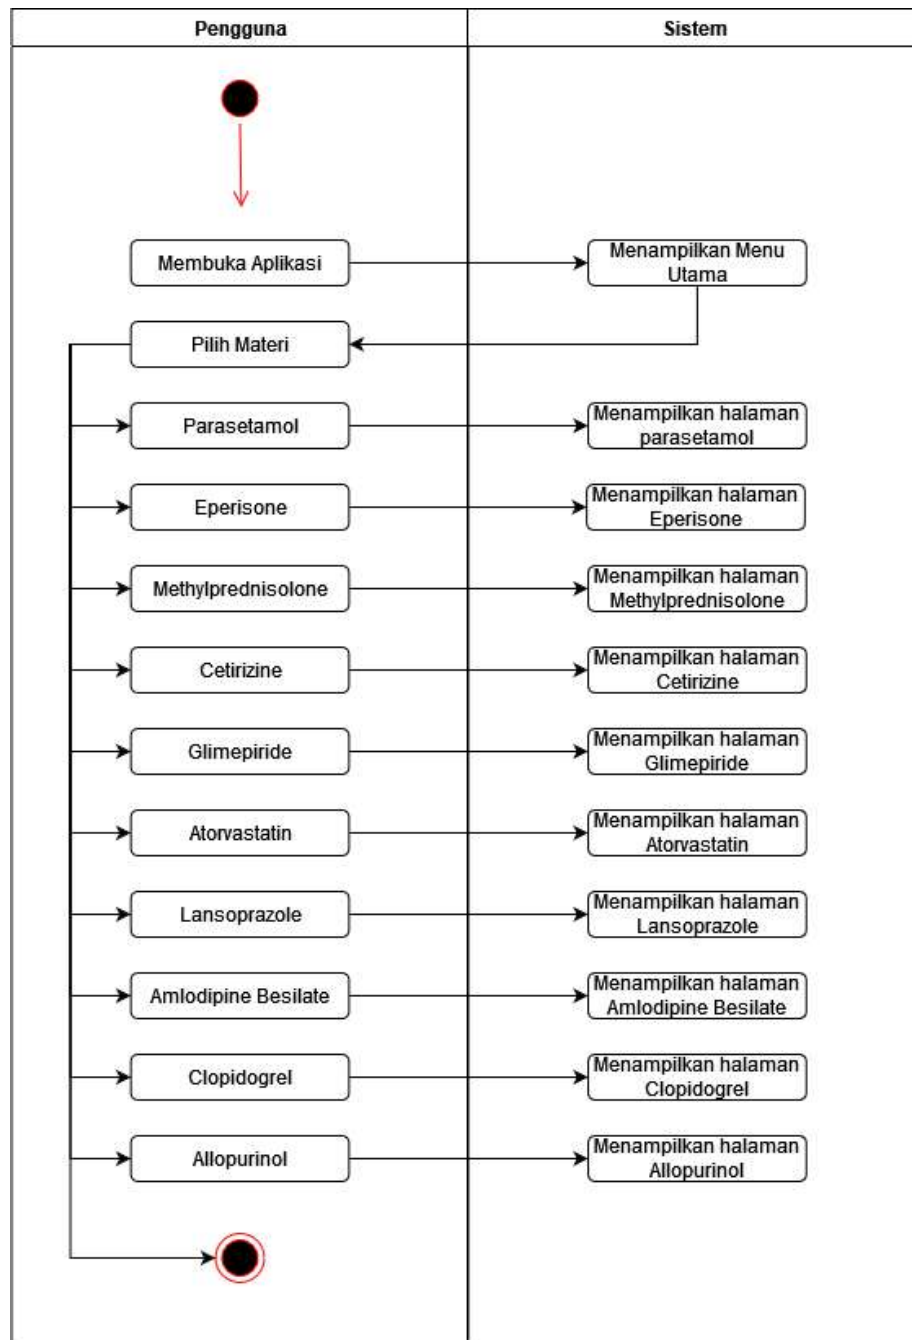 Pengguna
Sistem
Membuka Aplikasi
Menampilkan Menu
Utama
Pilih Materi
Parasetamol
Menampilkan halaman
parasetamol
Eperisone
Menampilkan halaman
Eperisone
Methylprednisolone
Menampilkan halaman
Methylprednisolone
Cetirizine
Menampilkan halaman
Cetirizine
Glimepiride
Menampilkan halaman
Glimepiride
Atorvastatin
Menampilkan halaman
Atorvastatin
Lansoprazole
Menampilkan halaman
Lansoprazole
Amlodipine Besilate
Menampilkan halaman
Amlodipine Besilate
Clopidogrel
Menampilkan halaman
Clopidogrel
Allopurinol
Menampilkan halaman
Allopurinol